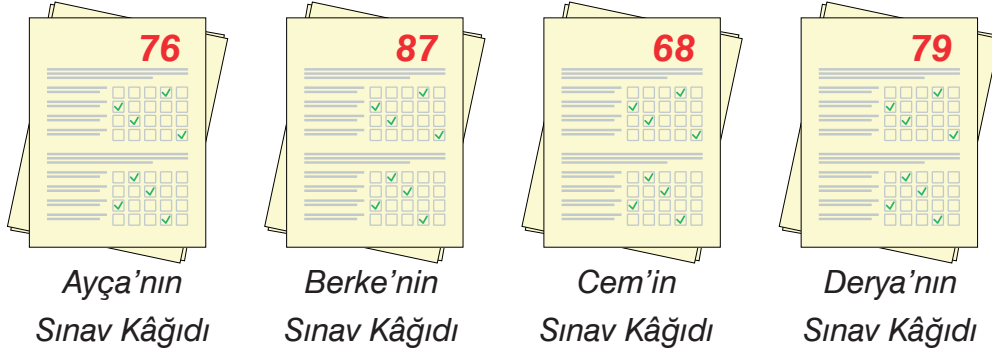 76 87 68 79
Ayça'nın Berke'nin Cem'in Derya'nın
Sınav Kâğıdı Sınav Kâğıdı Sınav Kâğıdı Sınav Kâğıdı